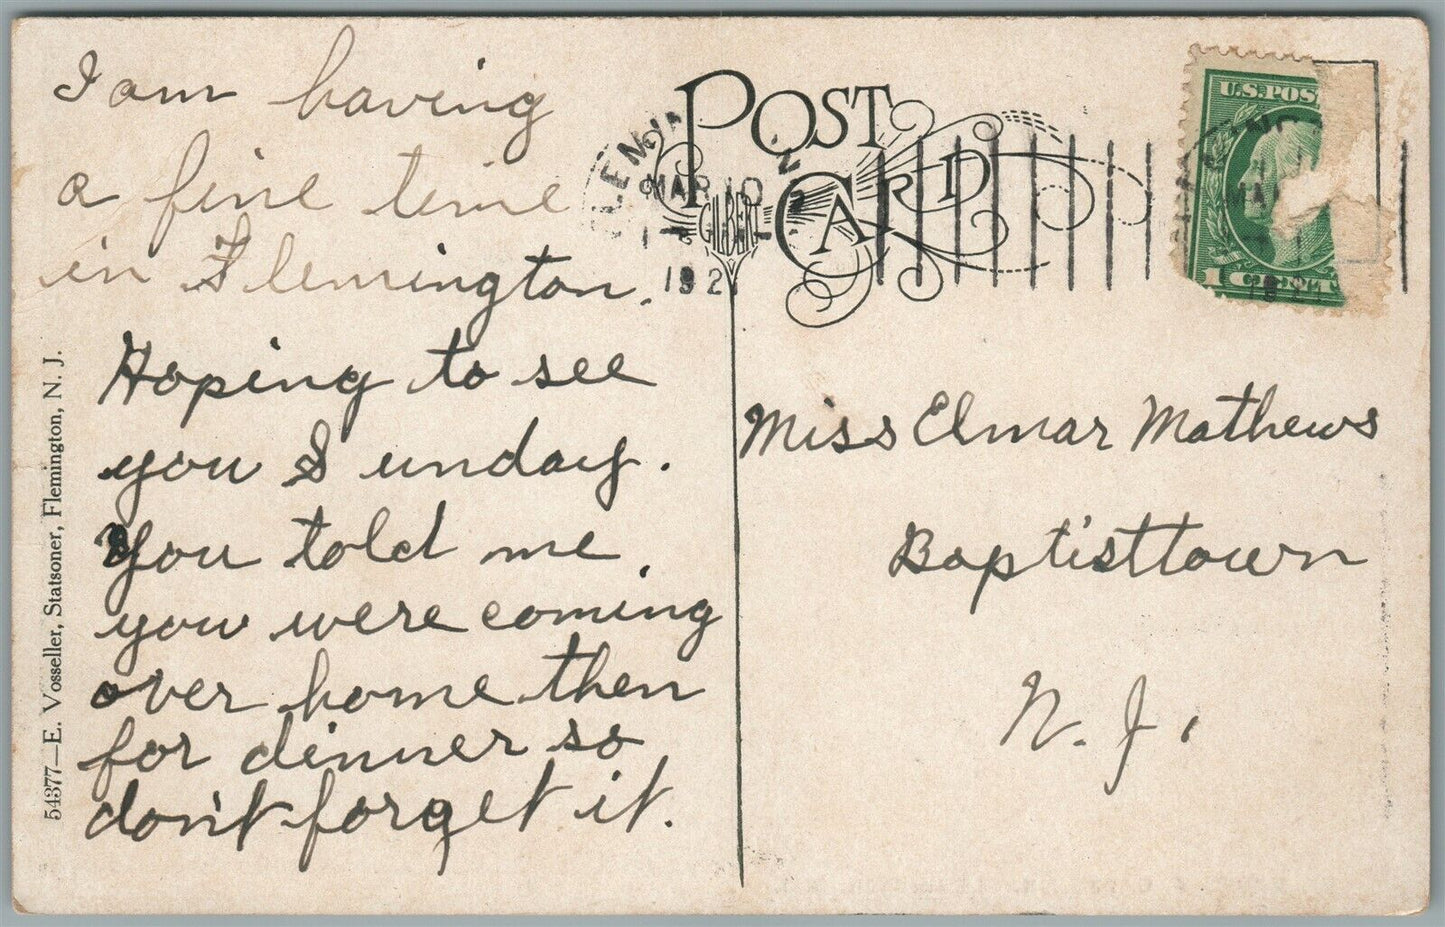 I am having
a fine time
in Flemington.
Hoping to see
you Sunday.
You told me
you were coming
over home then
for dinner so
don't forget it.
54377—E. Vosseller, Statsoner, Flemington, N. J.
POST
CARD
GILBERT
MAR 10
192
U.S. POS
1 CENT
Miss Elmar Mathews
Baptisttown
N. J.